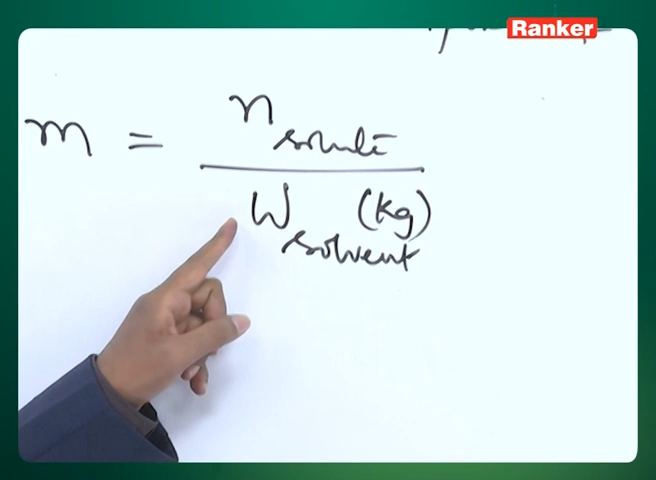 Ranker
m = n solute
W (kg)
solvent